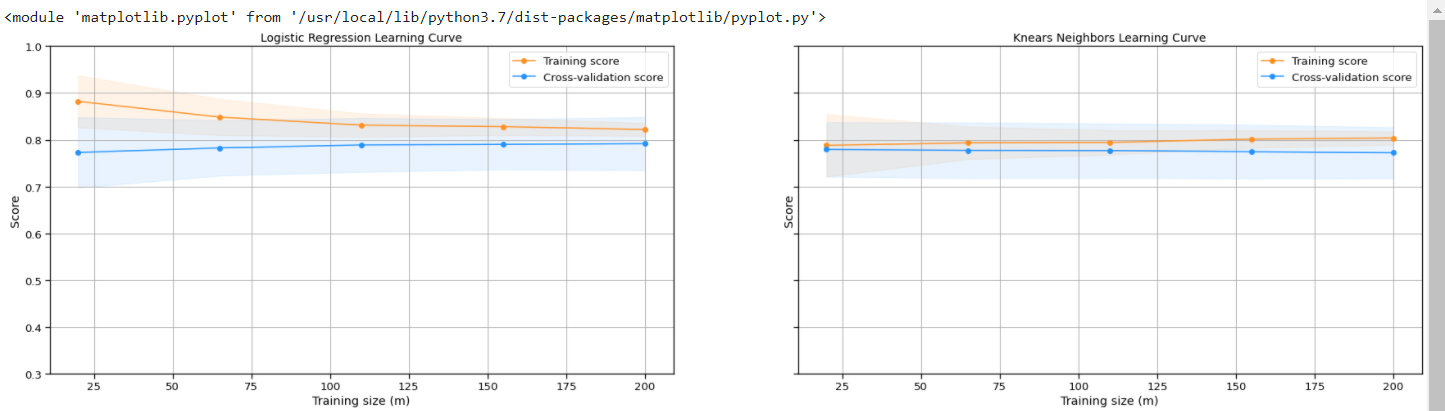 <module 'matplotlib.pyplot' from '/usr/local/lib/python3.7/dist-packages/matplotlib/pyplot.py'>
Logistic Regression Learning Curve
Training score
Cross-validation score
1.0
0.9
0.8
0.7
0.6
0.5
0.4
0.3
Score
25 50 75 100 125 150 175 200
Training size (m)
Knears Neighbors Learning Curve
Training score
Cross-validation score
Score
25 50 75 100 125 150 175 200
Training size (m)